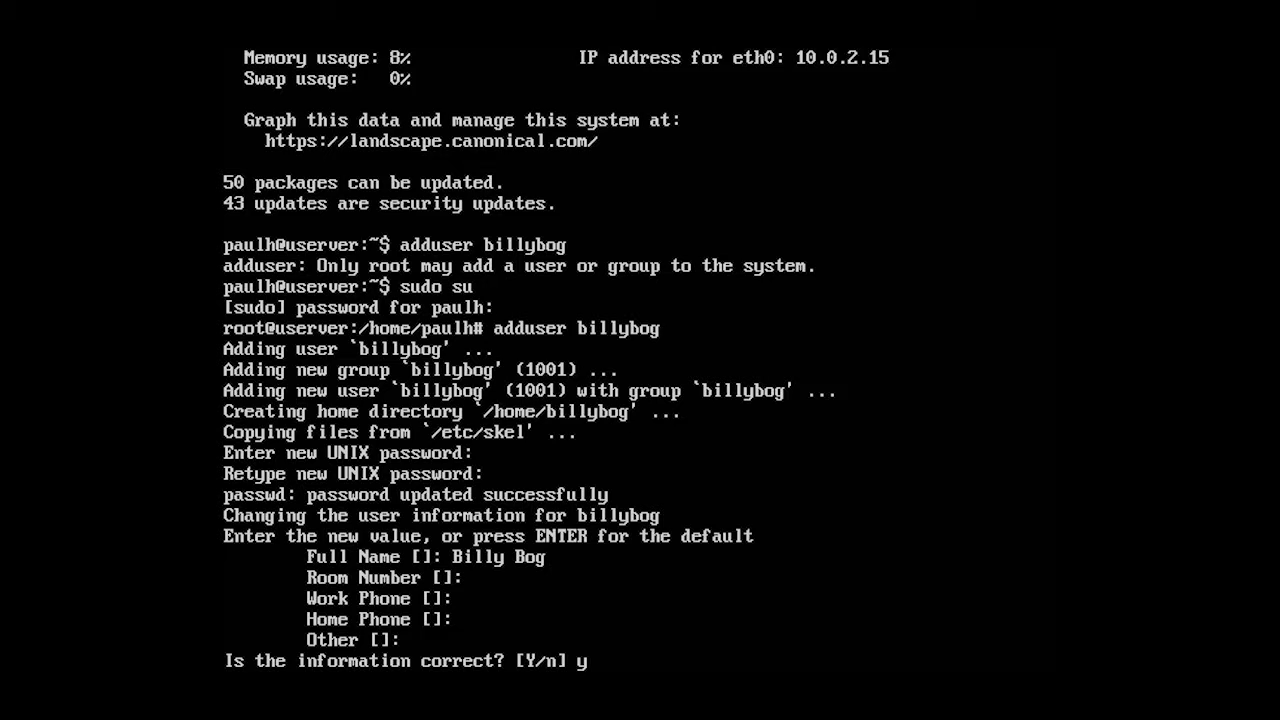 Memory usage: 8% IP address for eth0: 10.0.2.15
Swap usage: 0%
Graph this data and manage this system at:
https://landscape.canonical.com/
50 packages can be updated.
43 updates are security updates.
paulh@userver:~$ adduser billybog
adduser: Only root may add a user or group to the system.
paulh@userver:~$ sudo su
[sudo] password for paulh:
root@userver:/home/paulh# adduser billybog
Adding user `billybog' ...
Adding new group `billybog' (1001) ...
Adding new user `billybog' (1001) with group `billybog' ...
Creating home directory `/home/billybog' ...
Copying files from `/etc/skel' ...
Enter new UNIX password:
Retype new UNIX password:
passwd: password updated successfully
Changing the user information for billybog
Enter the new value, or press ENTER for the default
Full Name []: Billy Bog
Room Number []:
Work Phone []:
Home Phone []:
Other []:
Is the information correct? [Y/n] y